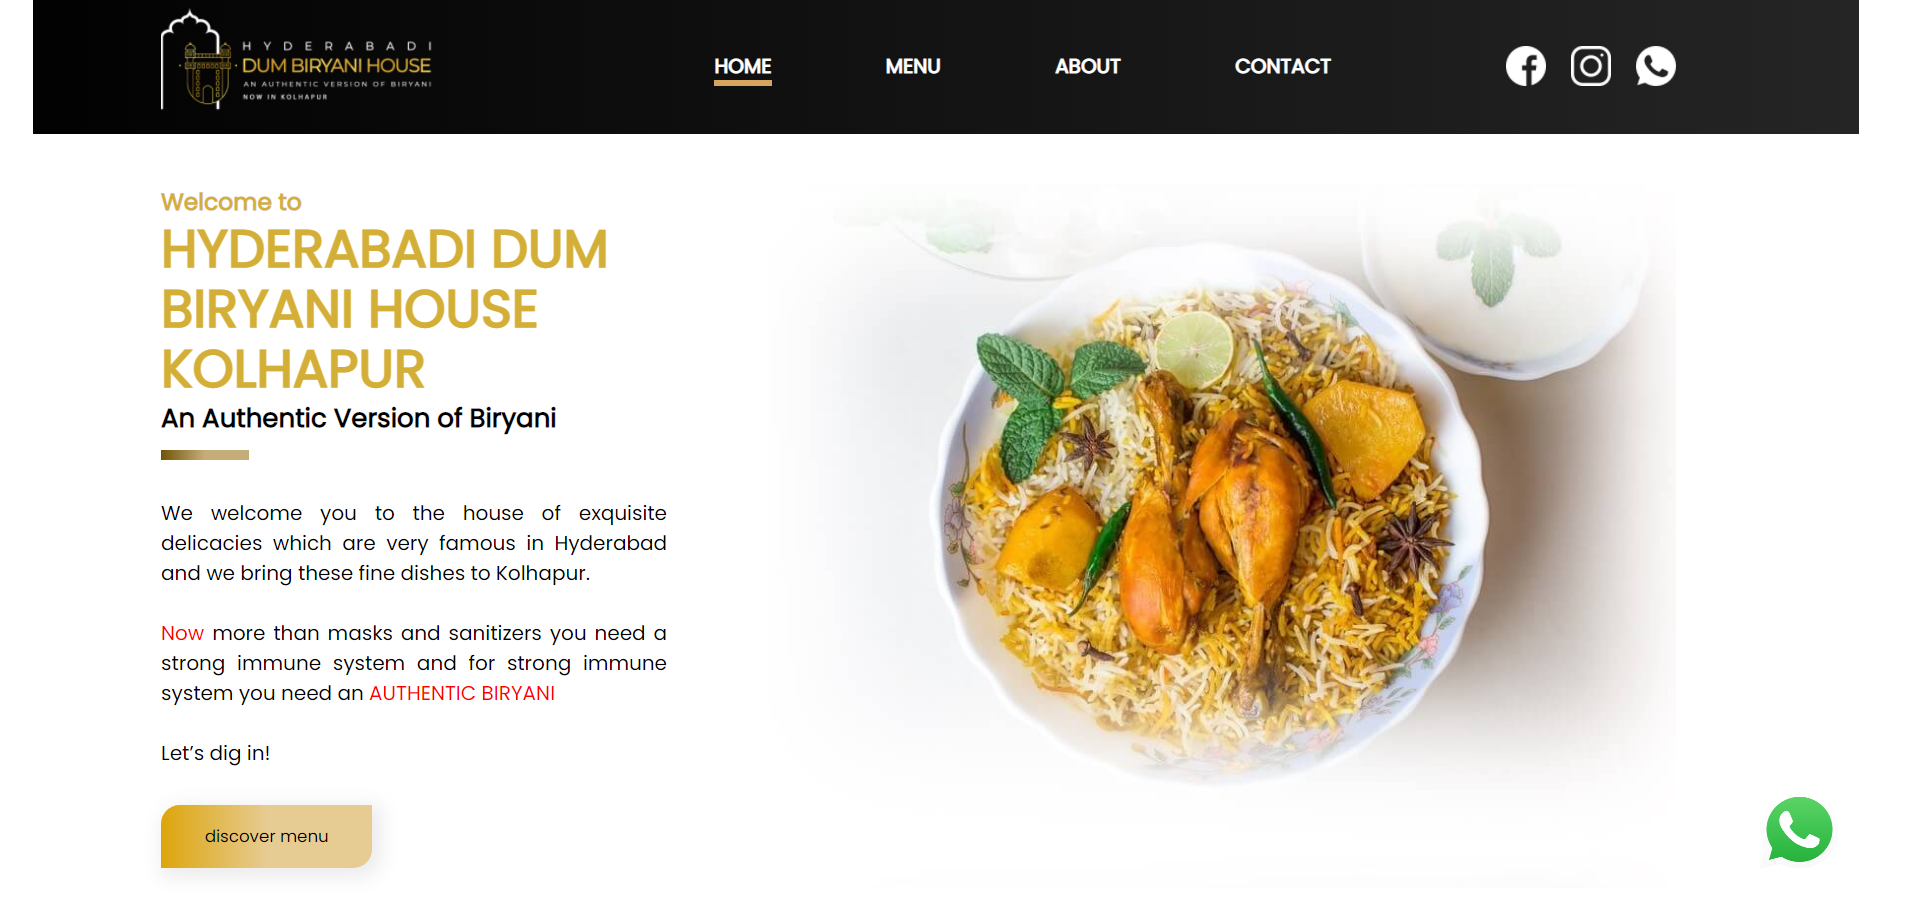 HYDERABADI
DUM BIRYANI HOUSE
AN AUTHENTIC VERSION OF BIRYANI
NOW IN KOLHAPUR
HOME
MENU
ABOUT
CONTACT
Welcome to
HYDERABADI DUM
BIRYANI HOUSE
KOLHAPUR
An Authentic Version of Biryani
We welcome you to the house of exquisite
delicacies which are very famous in Hyderabad
and we bring these fine dishes to Kolhapur.
Now more than masks and sanitizers you need a
strong immune system and for strong immune
system you need an AUTHENTIC BIRYANI
Let’s dig in!
discover menu